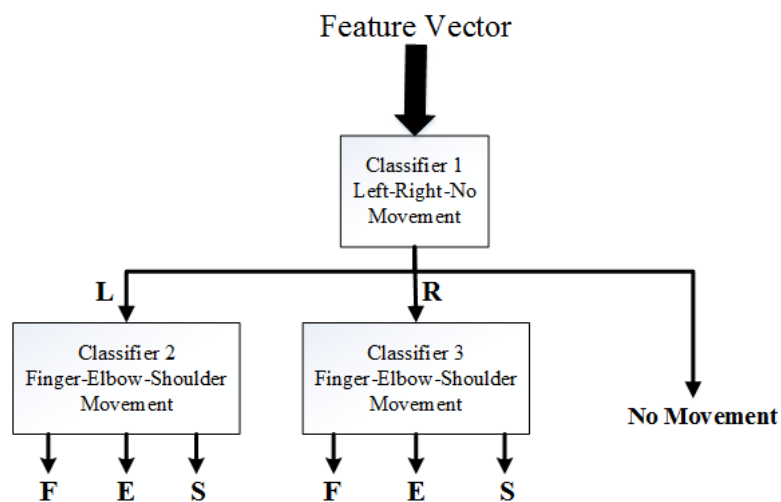 Feature Vector
Classifier 1
Left-Right-No
Movement
L
R
Classifier 2
Finger-Elbow-Shoulder
Movement
Classifier 3
Finger-Elbow-Shoulder
Movement
No Movement
F E S
F E S